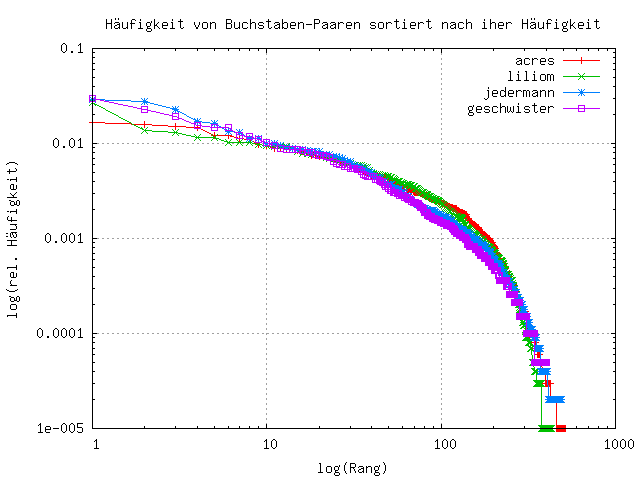 Häufigkeit von Buchstaben-Paaren sortiert nach iher Häufigkeit
acres
liliom
jedermann
geschwister
log(rel. Häufigkeit)
0.1
0.01
0.001
0.0001
1e-005
1 10 100 1000
log(Rang)